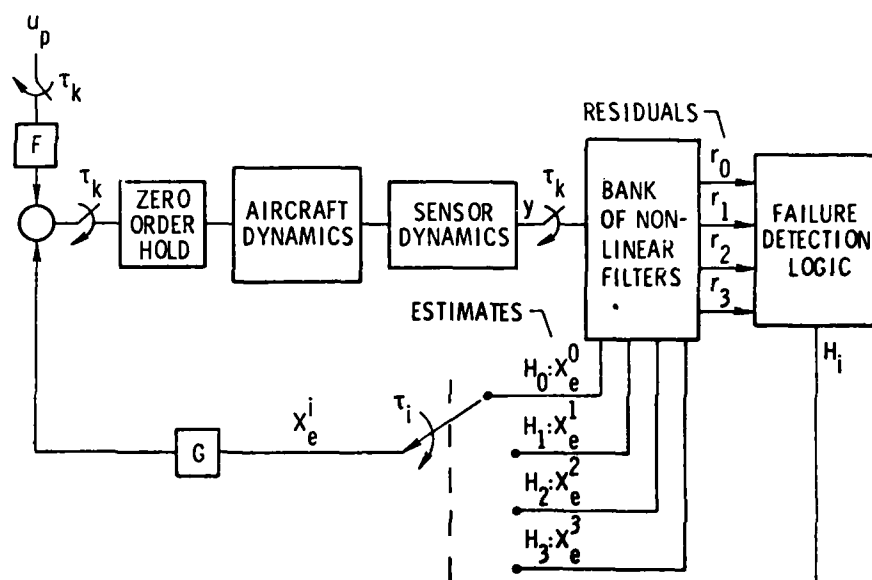 u_p
τ_k
F
τ_k
ZERO
ORDER
HOLD
AIRCRAFT
DYNAMICS
SENSOR
DYNAMICS
y
τ_k
RESIDUALS
BANK
OF NON-
LINEAR
FILTERS
r_0
r_1
r_2
r_3
FAILURE
DETECTION
LOGIC
H_i
ESTIMATES
H_0:X_e^0
H_1:X_e^1
H_2:X_e^2
H_3:X_e^3
τ_i
X_e^i
G